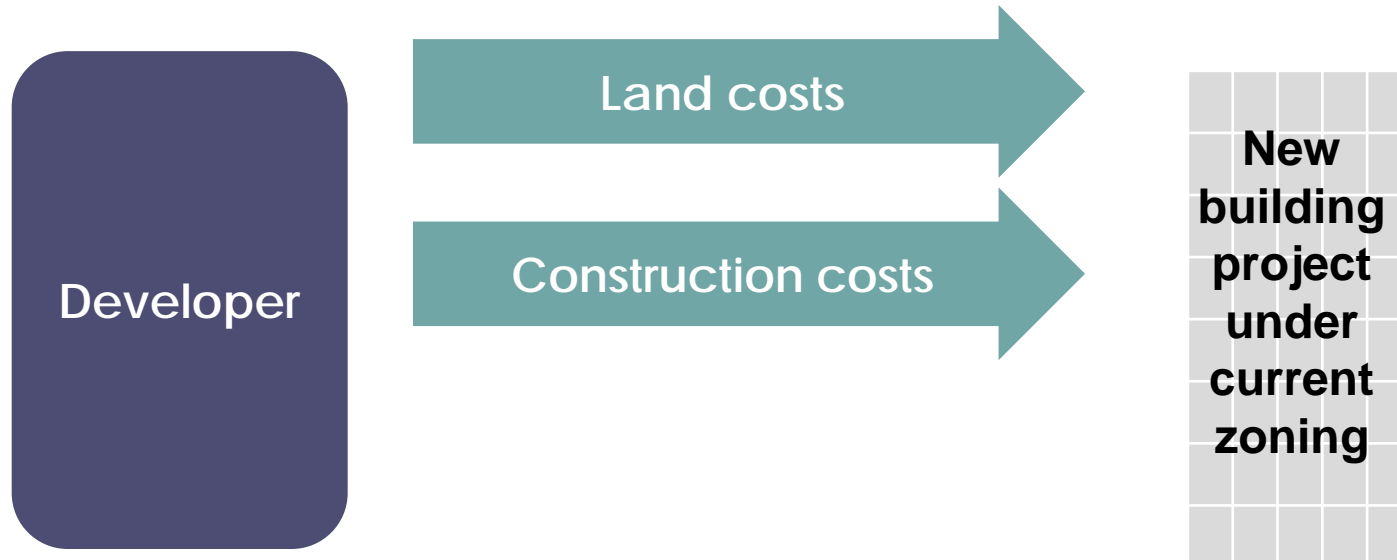 Land costs
Construction costs
Developer
New
building
project
under
current
zoning